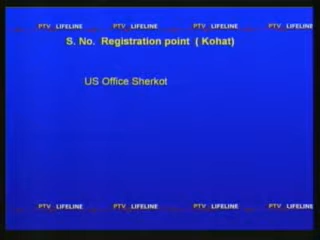 PTV LIFELINE PTV LIFELINE PTV LIFELINE PTV LIFELINE
S. No. Registration point ( Kohat)
US Office Sherkot
PTV LIFELINE PTV LIFELINE PTV LIFELINE PTV LIFELINE